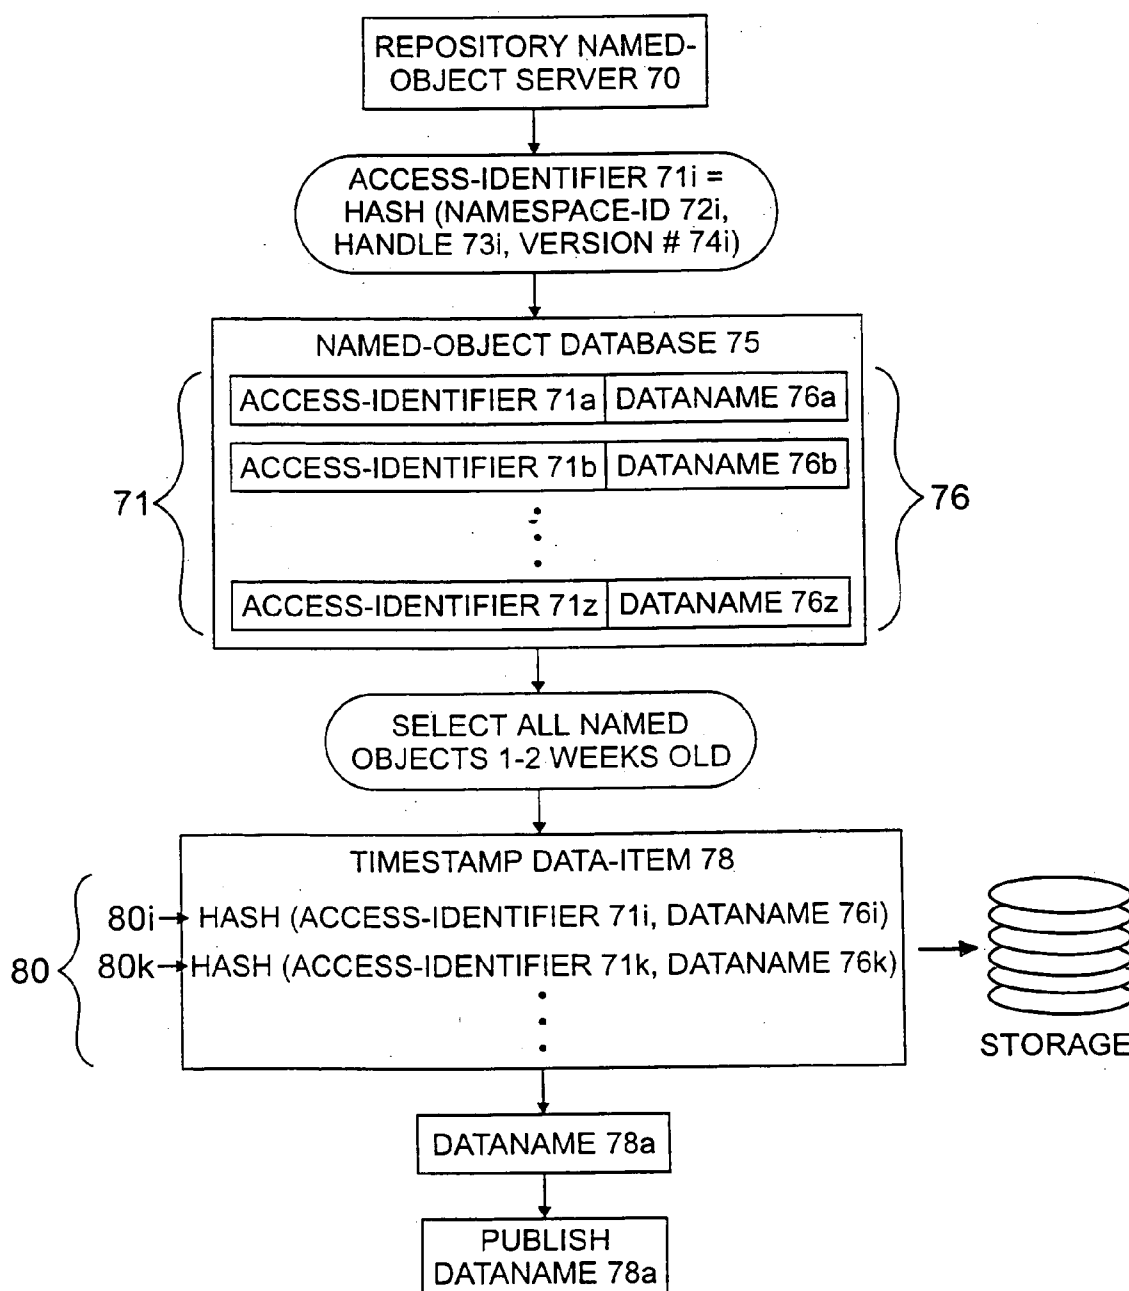 REPOSITORY NAMED-
OBJECT SERVER 70
ACCESS-IDENTIFIER 71i =
HASH (NAMESPACE-ID 72i,
HANDLE 73i, VERSION # 74i)
NAMED-OBJECT DATABASE 75
ACCESS-IDENTIFIER 71a DATANAME 76a
ACCESS-IDENTIFIER 71b DATANAME 76b
71
76
ACCESS-IDENTIFIER 71z DATANAME 76z
SELECT ALL NAMED
OBJECTS 1-2 WEEKS OLD
TIMESTAMP DATA-ITEM 78
80i HASH (ACCESS-IDENTIFIER 71i, DATANAME 76i)
80 80k HASH (ACCESS-IDENTIFIER 71k, DATANAME 76k)
STORAGE
DATANAME 78a
PUBLISH
DATANAME 78a